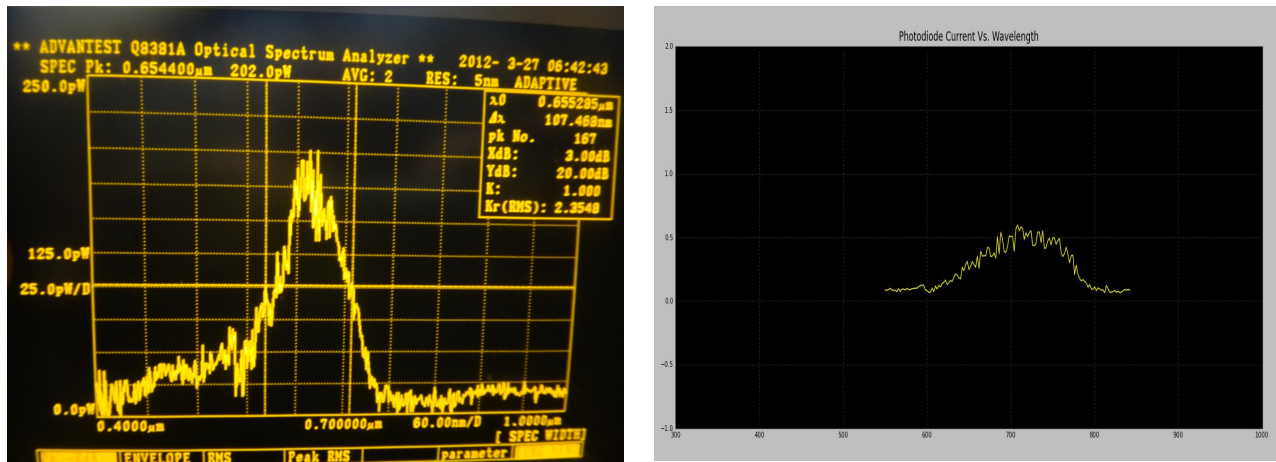 ** ADVANTEST Q8381A Optical Spectrum Analyzer ** 2012- 3-27 06:42:43
SPEC Pk: 0.654400μm 202.0pW AVG: 2 RES: 5nm ADAPTIVE
250.0pW
λ0 0.655285μm
Δλ 107.468nm
pk No. 167
XdB: 3.00dB
YdB: 20.00dB
K: 1.000
Kr(RMS): 2.3548
125.0pW
25.0pW/D
0.0pW
0.4000μm 0.700000μm 60.00nm/D 1.0000μm
[ SPEC WIDTH
ENVELOPE RMS Peak RMS parameter
Photodiode Current Vs. Wavelength
2.0
1.5
1.0
0.5
0.0
−0.5
−1.0
300 400 500 600 700 800 900 1000